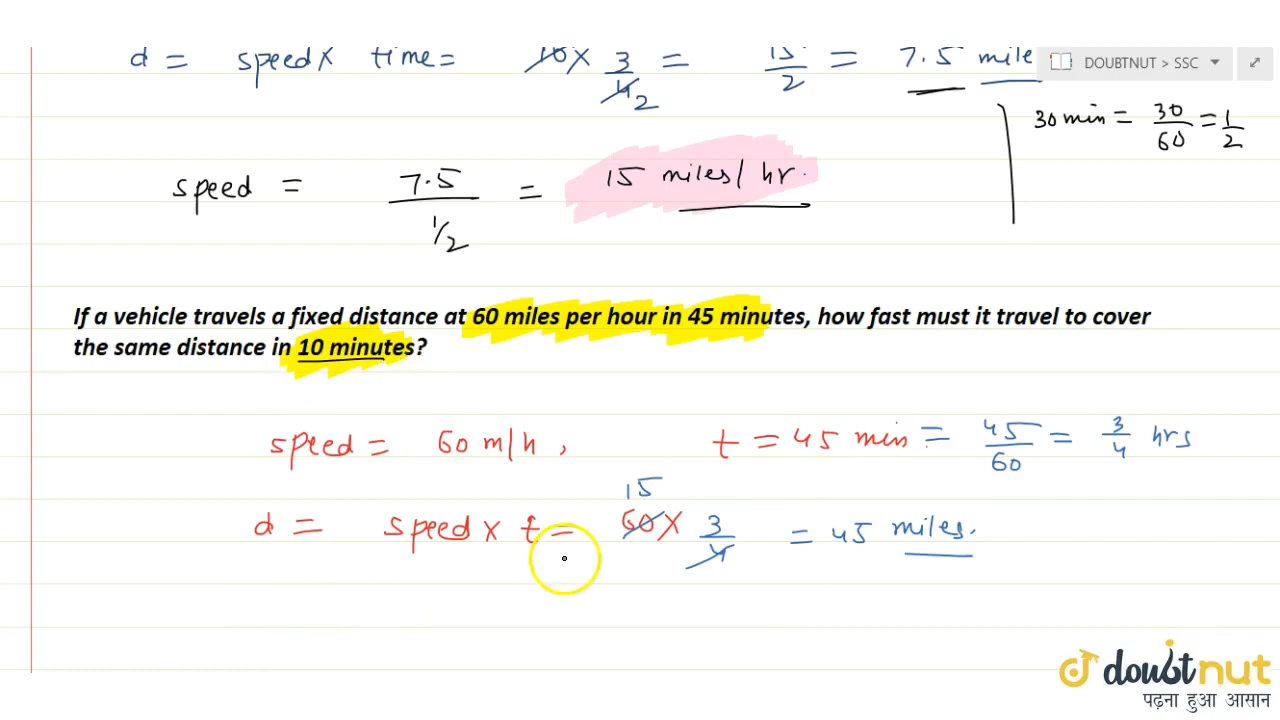 d = speed × time = 10 × 3/4 2 = 15/2 = 7.5 mile
DOUBTNUT > SSC
30 min = 30/60 = 1/2
speed = 7.5 / 1/2 = 15 miles/hr.
If a vehicle travels a fixed distance at 60 miles per hour in 45 minutes, how fast must it travel to cover
the same distance in 10 minutes?
speed = 60 m/h, t = 45 min = 45/60 = 3/4 hrs
15
d = speed × t = 60 × 3/4 = 45 miles.
doubtnut
पढ़ना हुआ आसान